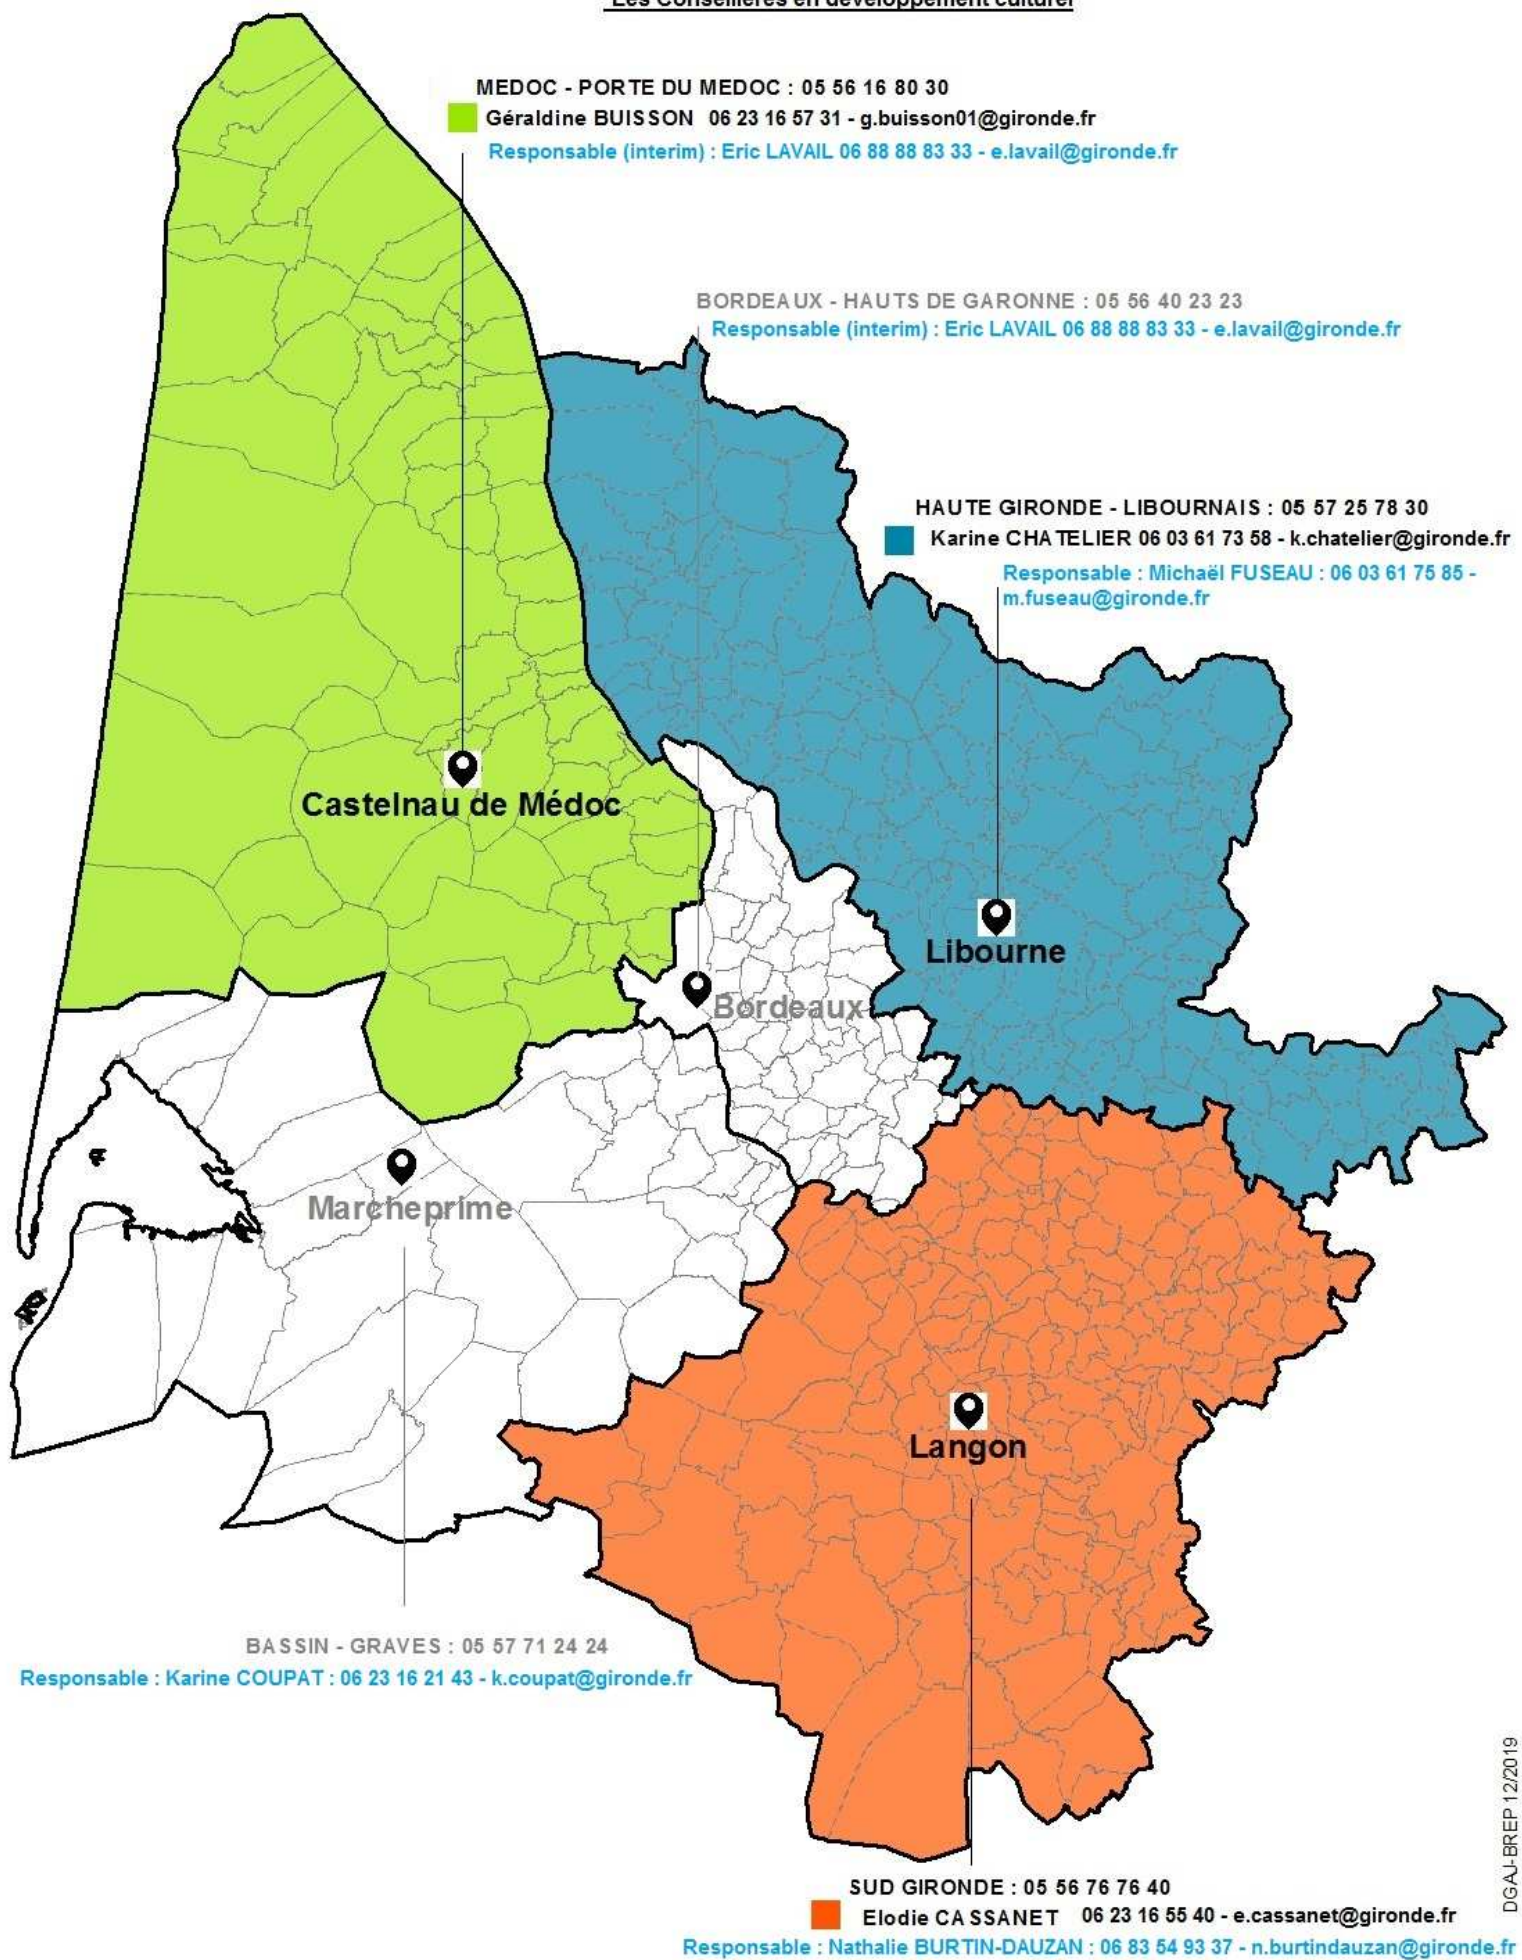 Les Conseillères en développement culturel
MEDOC - PORTE DU MEDOC : 05 56 16 80 30
Géraldine BUISSON 06 23 16 57 31 - g.buisson01@gironde.fr
Responsable (interim) : Eric LAVAIL 06 88 88 83 33 - e.lavail@gironde.fr
BORDEAUX - HAUTS DE GARONNE : 05 56 40 23 23
Responsable (interim) : Eric LAVAIL 06 88 88 83 33 - e.lavail@gironde.fr
HAUTE GIRONDE - LIBOURNAIS : 05 57 25 78 30
Karine CHATELIER 06 03 61 73 58 - k.chatelier@gironde.fr
Responsable : Michaël FUSEAU : 06 03 61 75 85 -
m.fuseau@gironde.fr
Castelnau de Médoc
Libourne
Bordeaux
Marcheprime
Langon
BASSIN - GRAVES : 05 57 71 24 24
Responsable : Karine COUPAT : 06 23 16 21 43 - k.coupat@gironde.fr
SUD GIRONDE : 05 56 76 76 40
Elodie CASSANET 06 23 16 55 40 - e.cassanet@gironde.fr
Responsable : Nathalie BURTIN-DAUZAN : 06 83 54 93 37 - n.burtindauzan@gironde.fr
DGAJ-BREP 12/2019